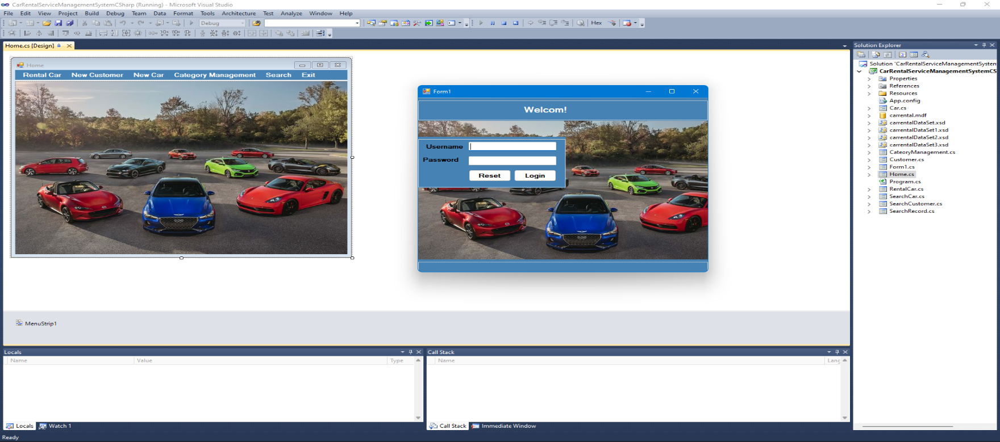 CarRentalServiceManagementSystemCSharp (Running) - Microsoft Visual Studio
File Edit View Project Build Debug Team Data Format Tools Architecture Test Analyze Window Help
Debug Hex
Home.cs [Design]
Home
Rental Car New Customer New Car Category Management Search Exit
Form1
Welcom!
Username
Password
Reset Login
MenuStrip1
Solution Explorer
Solution 'CarRentalServiceManagementSystem
CarRentalServiceManagementSystemCS
Properties
References
Resources
App.config
Car.cs
carrental.mdf
carrentalDataSet.xsd
carrentalDataSet1.xsd
carrentalDataSet2.xsd
carrentalDataSet3.xsd
CateoryManagement.cs
Customer.cs
Form1.cs
Home.cs
Program.cs
RentalCar.cs
SearchCar.cs
SearchCustomer.cs
SearchRecord.cs
Locals
Name Value Type
Locals Watch 1
Call Stack
Name Lang
Call Stack Immediate Window
Ready